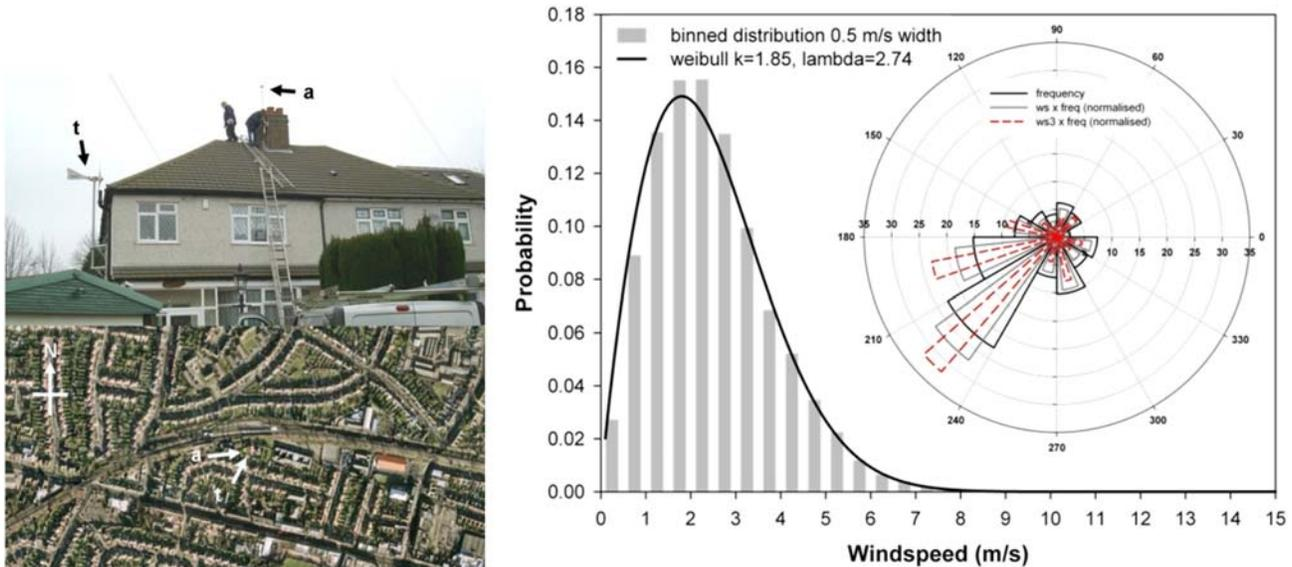 t
a
N
a
t
0.18
0.16
0.14
0.12
0.10
0.08
0.06
0.04
0.02
0.00
Probability
binned distribution 0.5 m/s width
weibull k=1.85, lambda=2.74
90
120
60
frequency
ws x freq (normalised)
ws3 x freq (normalised)
150
30
35 30 25 20 15 10 10 15 20 25 30 35
180
0
210
330
240
300
270
0 1 2 3 4 5 6 7 8 9 10 11 12 13 14 15
Windspeed (m/s)